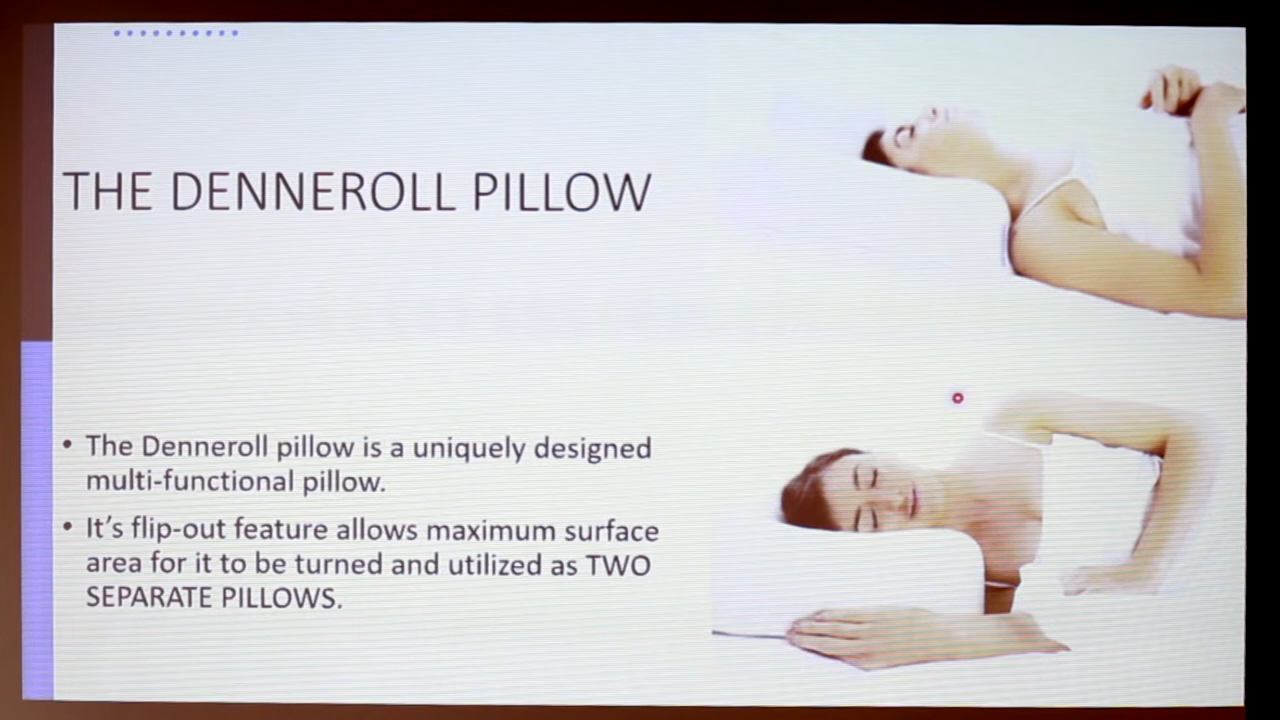 THE DENNEROLL PILLOW
• The Denneroll pillow is a uniquely designed
multi-functional pillow.
• It's flip-out feature allows maximum surface
area for it to be turned and utilized as TWO
SEPARATE PILLOWS.